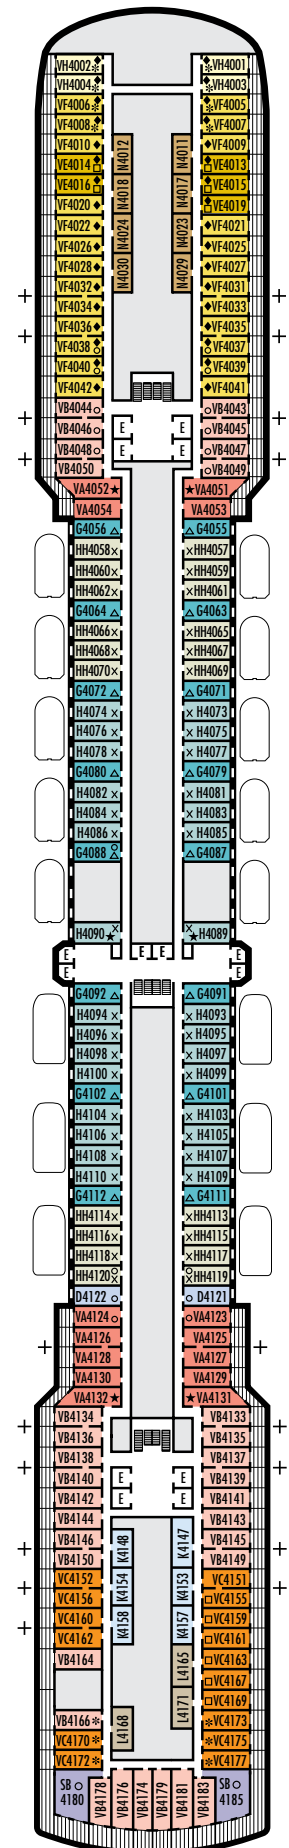 VH4002 VH4001
VH4004 VH4003
VF4006 VF4005
VF4008 VF4007
VF4010 N4012 N4011 VF4009
VE4014 VE4013
VE4016 N4018 N4017 VE4015
VF4020 VE4019
VF4022 N4024 N4023 VF4021
VF4026 VF4025
VF4028 N4030 N4029 VF4027
VF4032 VF4031
VF4034 VF4033
VF4036 VF4035
VF4038 VF4037
VF4040 VF4039
VF4042 VF4041
VB4044 VB4043
VB4046 E E VB4045
VB4048 E E VB4047
VB4050 VB4049
VA4052 VA4051
VA4054 VA4053
G4056 G4055
HH4058 HH4057
HH4060 HH4059
HH4062 HH4061
G4064 G4063
HH4066 HH4065
HH4068 HH4067
HH4070 HH4069
G4072 G4071
H4074 H4073
H4076 H4075
H4078 H4077
G4080 G4079
H4082 H4081
H4084 H4083
H4086 H4085
G4088 G4087
H4090 H4089
E E E E
E E
G4092 G4091
H4094 H4093
H4096 H4095
H4098 H4097
H4100 H4099
G4102 G4101
H4104 H4103
H4106 H4105
H4108 H4107
H4110 H4109
G4112 G4111
HH4114 HH4113
HH4116 HH4115
HH4118 HH4117
HH4120 HH4119
D4122 D4121
VA4124 VA4123
VA4126 VA4125
VA4128 VA4127
VA4130 VA4129
VA4132 VA4131
VB4134 VB4133
VB4136 VB4135
VB4138 VB4137
VB4140 E E VB4139
VB4142 E E VB4141
VB4144 VB4143
VB4146 K4148 K4147 VB4145
VB4150 VB4149
VC4152 K4154 K4153 VC4151
VC4156 VC4155
VC4160 K4158 K4157 VC4159
VC4162 VC4161
VB4164 L4165 VC4163
VC4167
L4171 VC4169
VB4166 L4168 VC4173
VC4170 VC4175
VC4172 VC4177
SB 4180 VB4178 VB4176 VB4174 VB4179 VB4181 VB4183 SB 4185